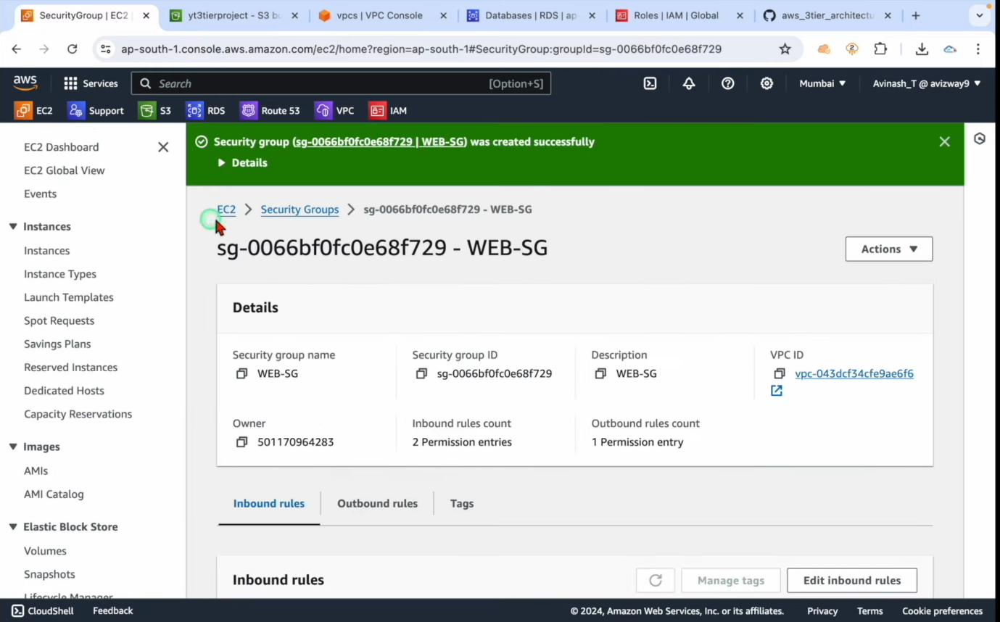 SecurityGroup | EC2
yt3tierproject - S3 bu
vpcs | VPC Console
Databases | RDS | ap-
Roles | IAM | Global
aws_3tier_architectu
ap-south-1.console.aws.amazon.com/ec2/home?region=ap-south-1#SecurityGroup:groupId=sg-0066bf0fc0e68f729
aws Services Search [Option+S] Mumbai ▼ Avinash_T @ avizway9 ▼
EC2 Support S3 RDS Route 53 VPC IAM
EC2 Dashboard
EC2 Global View
Events
Instances
Instances
Instance Types
Launch Templates
Spot Requests
Savings Plans
Reserved Instances
Dedicated Hosts
Capacity Reservations
Images
AMIs
AMI Catalog
Elastic Block Store
Volumes
Snapshots
Lifecycle Manager
Security group (sg-0066bf0fc0e68f729 | WEB-SG) was created successfully
Details
EC2 > Security Groups > sg-0066bf0fc0e68f729 - WEB-SG
sg-0066bf0fc0e68f729 - WEB-SG
Actions ▼
Details
Security group name
WEB-SG
Security group ID
sg-0066bf0fc0e68f729
Description
WEB-SG
VPC ID
vpc-043dcf34cfe9ae6f6
Owner
501170964283
Inbound rules count
2 Permission entries
Outbound rules count
1 Permission entry
Inbound rules Outbound rules Tags
Inbound rules
Manage tags
Edit inbound rules
CloudShell Feedback © 2024, Amazon Web Services, Inc. or its affiliates. Privacy Terms Cookie preferences